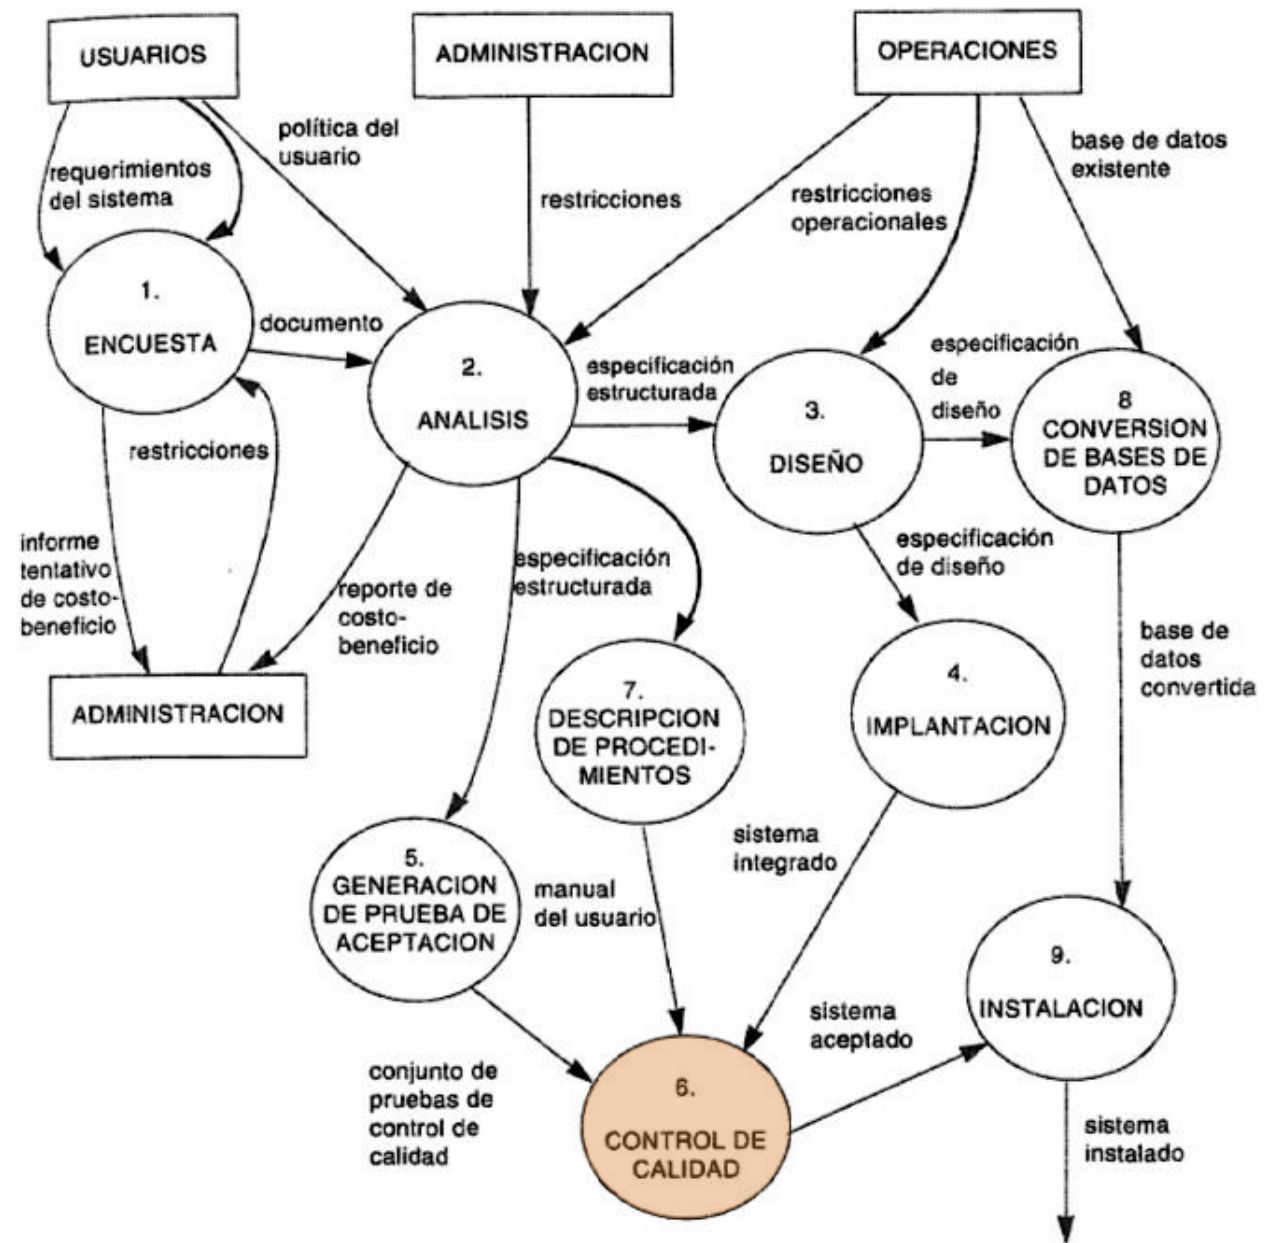 USUARIOS
ADMINISTRACION
OPERACIONES
política del
usuario
base de datos
existente
requerimientos
del sistema
restricciones
restricciones
operacionales
1.
ENCUESTA
documento
2.
ANALISIS
especificación
estructurada
3.
DISEÑO
especificación
de
diseño
8
CONVERSION
DE BASES DE
DATOS
restricciones
informe
tentativo
de costo-
beneficio
reporte de
costo-
beneficio
especificación
estructurada
especificación
de diseño
base de
datos
convertida
ADMINISTRACION
7.
DESCRIPCION
DE PROCEDI-
MIENTOS
4.
IMPLANTACION
5.
GENERACION
DE PRUEBA DE
ACEPTACION
manual
del usuario
sistema
integrado
9.
INSTALACION
sistema
aceptado
conjunto de
pruebas de
control de
calidad
6.
CONTROL DE
CALIDAD
sistema
instalado